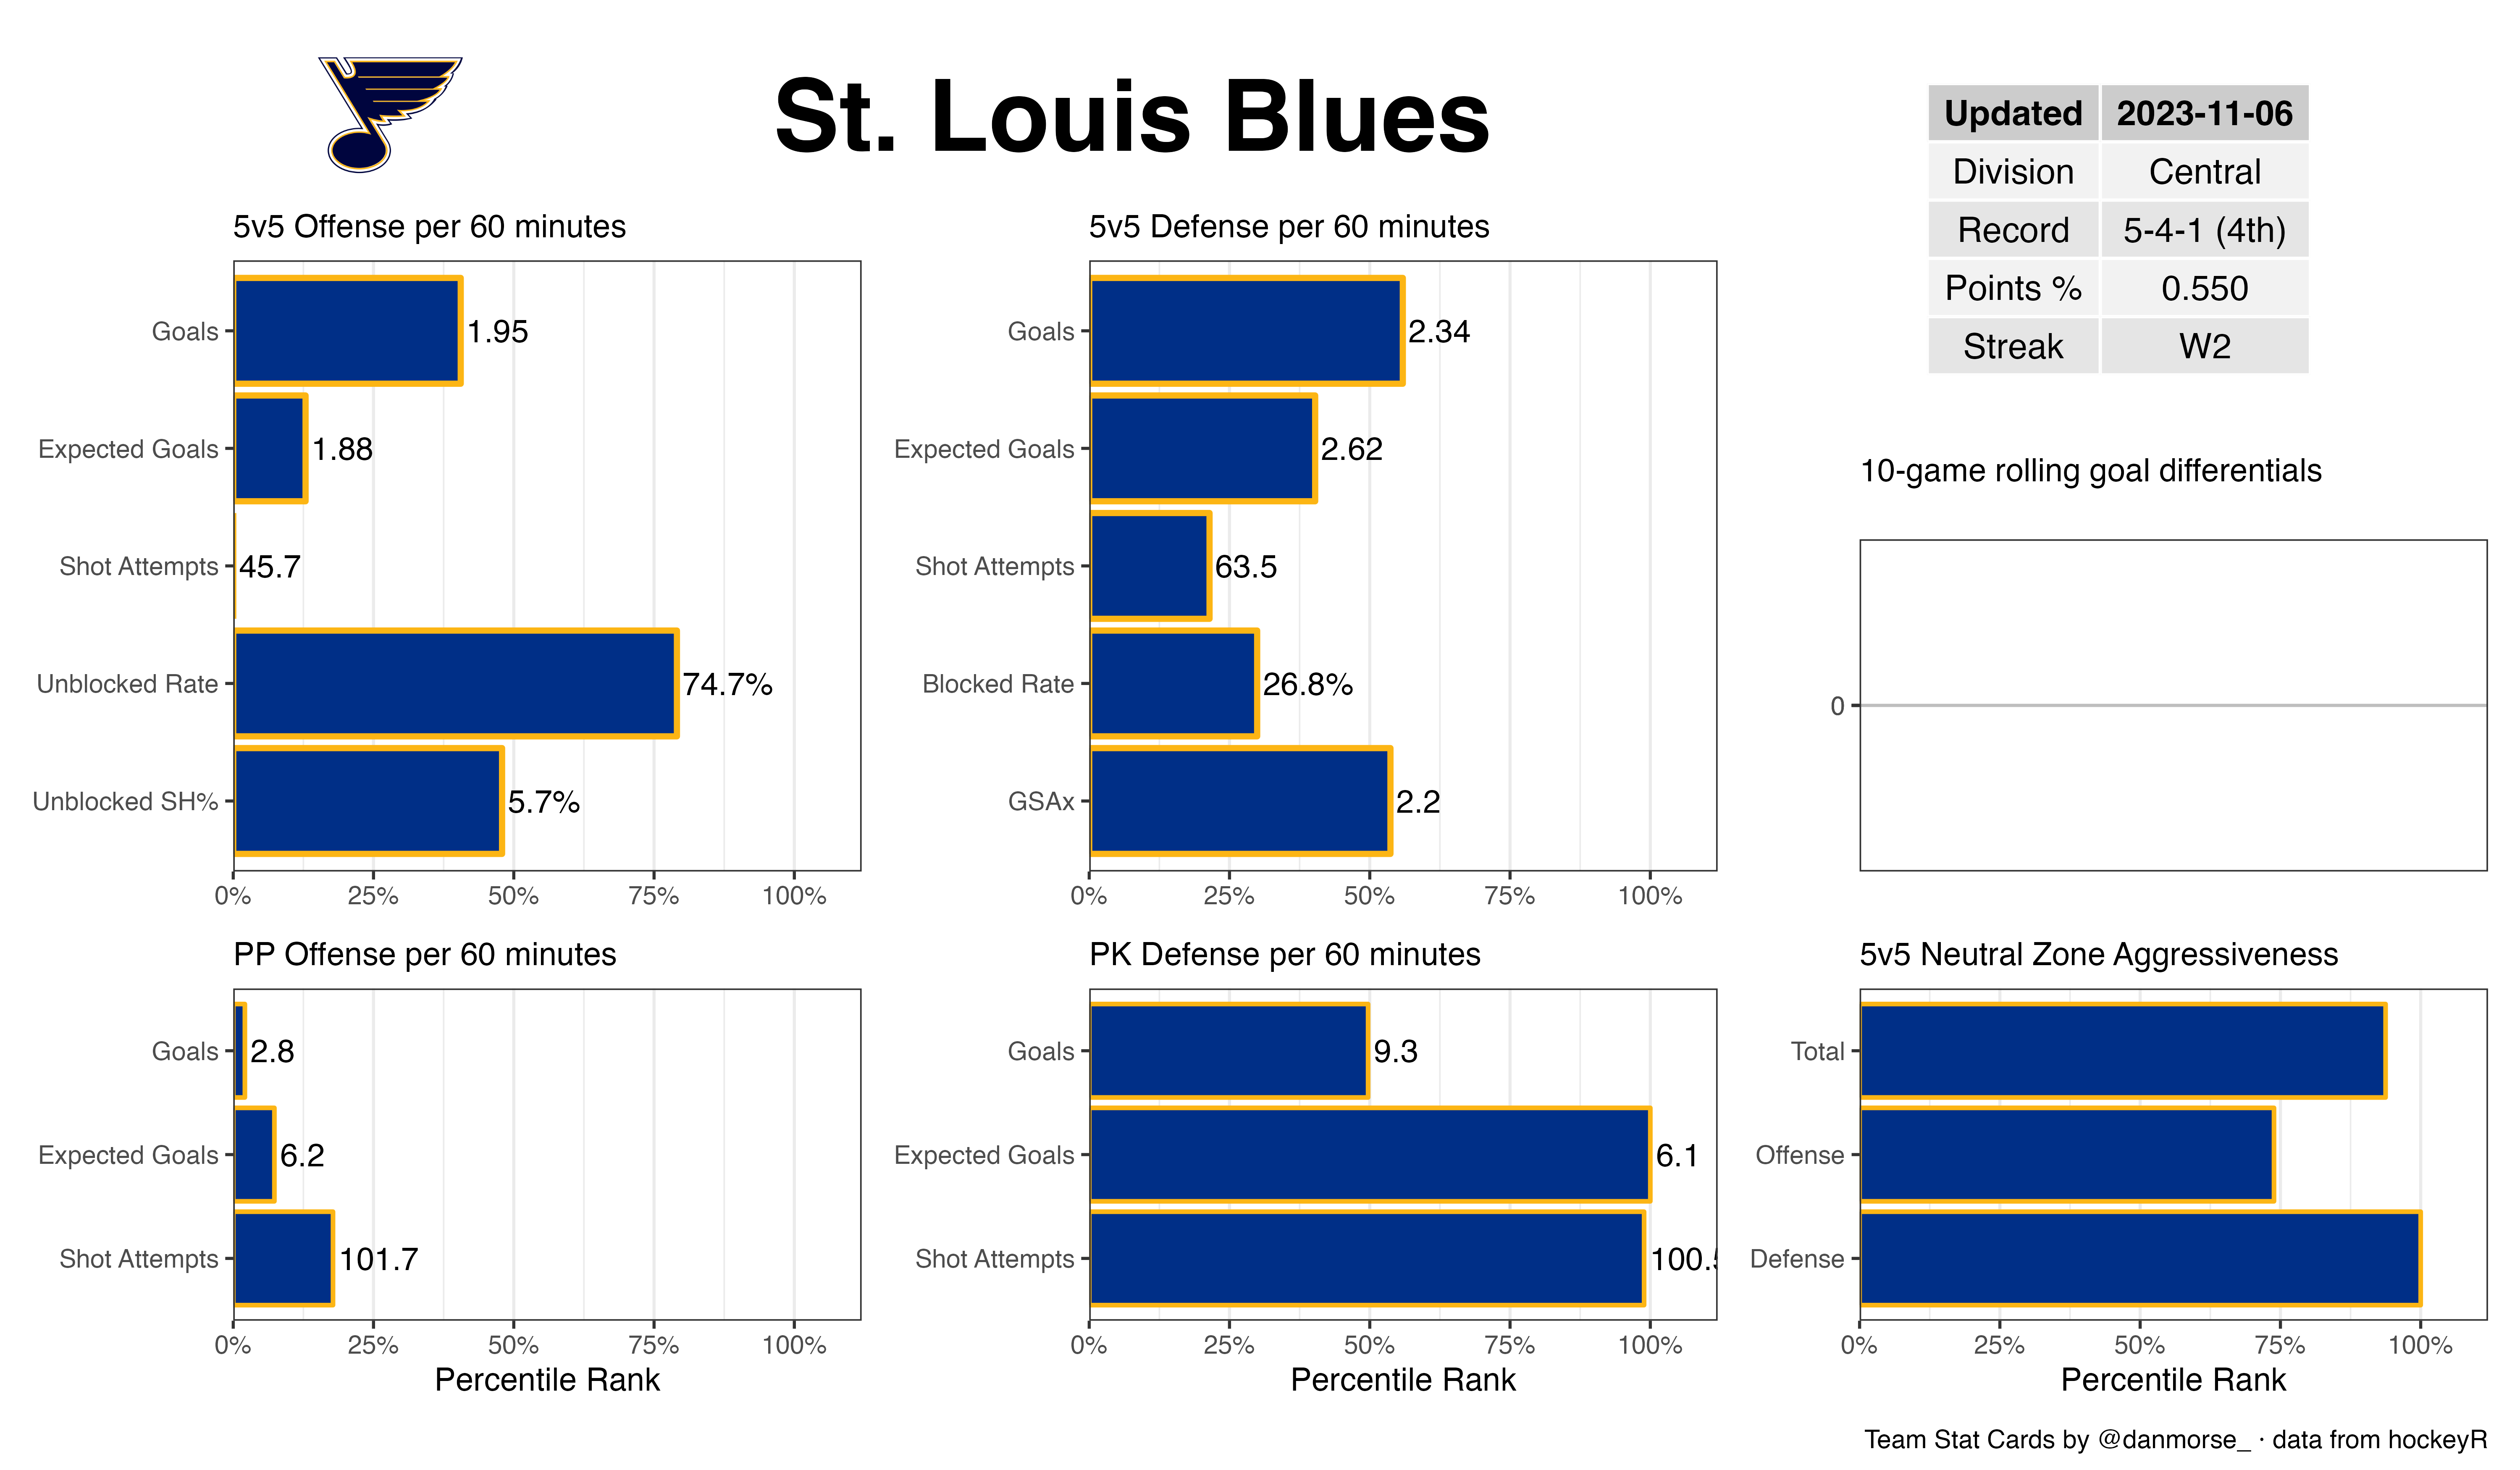 St. Louis Blues
Updated 2023-11-06
Division Central
Record 5-4-1 (4th)
Points % 0.550
Streak W2
5v5 Offense per 60 minutes
Goals 1.95
Expected Goals 1.88
Shot Attempts 45.7
Unblocked Rate 74.7%
Unblocked SH% 5.7%
0% 25% 50% 75% 100%
5v5 Defense per 60 minutes
Goals 2.34
Expected Goals 2.62
Shot Attempts 63.5
Blocked Rate 26.8%
GSAx 2.2
0% 25% 50% 75% 100%
10-game rolling goal differentials
0
PP Offense per 60 minutes
Goals 2.8
Expected Goals 6.2
Shot Attempts 101.7
0% 25% 50% 75% 100%
Percentile Rank
PK Defense per 60 minutes
Goals 9.3
Expected Goals 6.1
Shot Attempts 100.5
0% 25% 50% 75% 100%
Percentile Rank
5v5 Neutral Zone Aggressiveness
Total
Offense
Defense
0% 25% 50% 75% 100%
Percentile Rank
Team Stat Cards by @danmorse_ · data from hockeyR